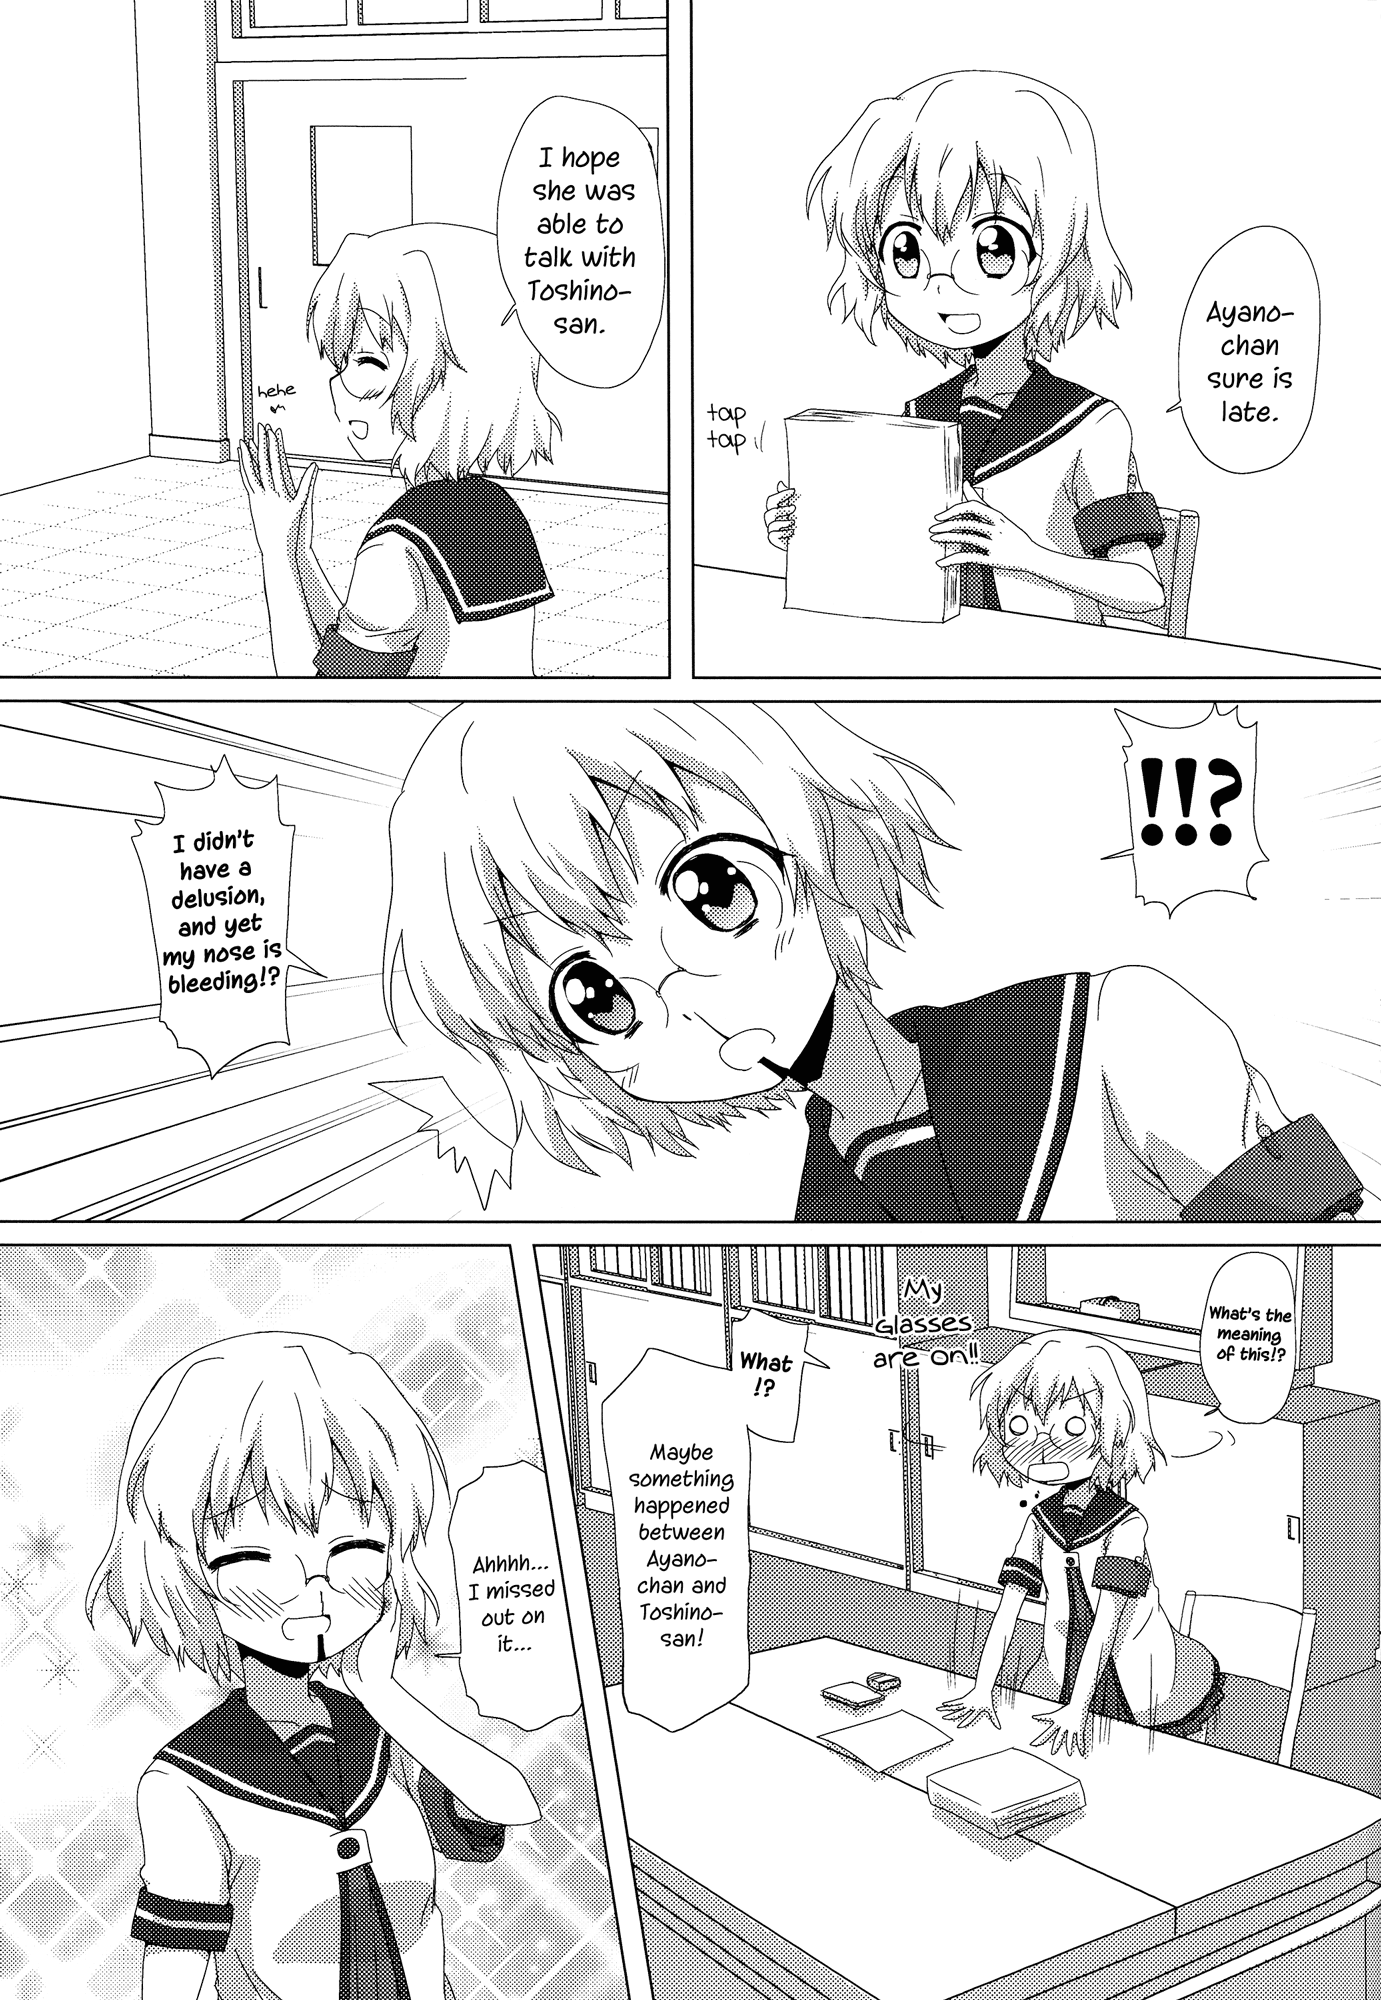 Ayano-
chan
sure is
late.
tap
tap
I hope
she was
able to
talk with
Toshino-
san.
hehe
!!?
I didn't
have a
delusion,
and yet
my nose is
bleeding!?
What's the
meaning
of this!?
My
Glasses
are on!!
What
!?
Maybe
something
happened
between
Ayano-
chan and
Toshino-
san!
Ahhhh...
I missed
out on
it...